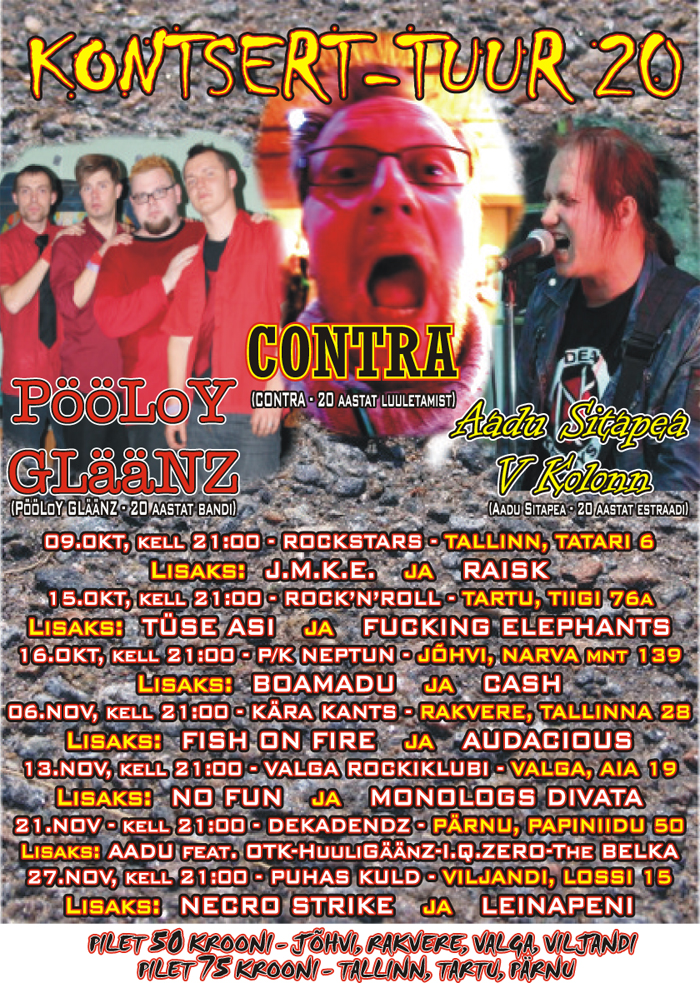 KONTSERT-TUUR 20
CONTRA
(CONTRA - 20 AASTAT LUULETAMIST)
PööLoY
GLääNZ
(PööLoY GLÄÄNZ - 20 AASTAT BANDI)
Aadu Sitapea
V Kolonn
(AADU SITAPEA - 20 AASTAT ESTRAADI)
DEAD
09.OKT, KELL 21:00 - ROCKSTARS - TALLINN, TATARI 6
LISAKS: J.M.K.E. JA RAISK
15.OKT, KELL 21:00 - ROCK'N'ROLL - TARTU, TIIGI 76A
LISAKS: TÜSE ASI JA FUCKING ELEPHANTS
16.OKT, KELL 21:00 - P/K NEPTUN - JÕHVI, NARVA MNT 139
LISAKS: BOAMADU JA CASH
06.NOV, KELL 21:00 - KÄRA KANTS - RAKVERE, TALLINNA 28
LISAKS: FISH ON FIRE JA AUDACIOUS
13.NOV, KELL 21:00 - VALGA ROCKIKLUBI - VALGA, AIA 19
LISAKS: NO FUN JA MONOLOGS DIVATA
21.NOV - KELL 21:00 - DEKADENDZ - PÄRNU, PAPINIIDU 50
LISAKS: AADU FEAT. OTK-HUULIGÄÄNZ-I.Q.ZERO-THE BELKA
27.NOV, KELL 21:00 - PUHAS KULD - VILJANDI, LOSSI 15
LISAKS: NECRO STRIKE JA LEINAPENI
PILET 50 KROONI - JÕHVI, RAKVERE, VALGA, VILJANDI
PILET 75 KROONI - TALLINN, TARTU, PÄRNU